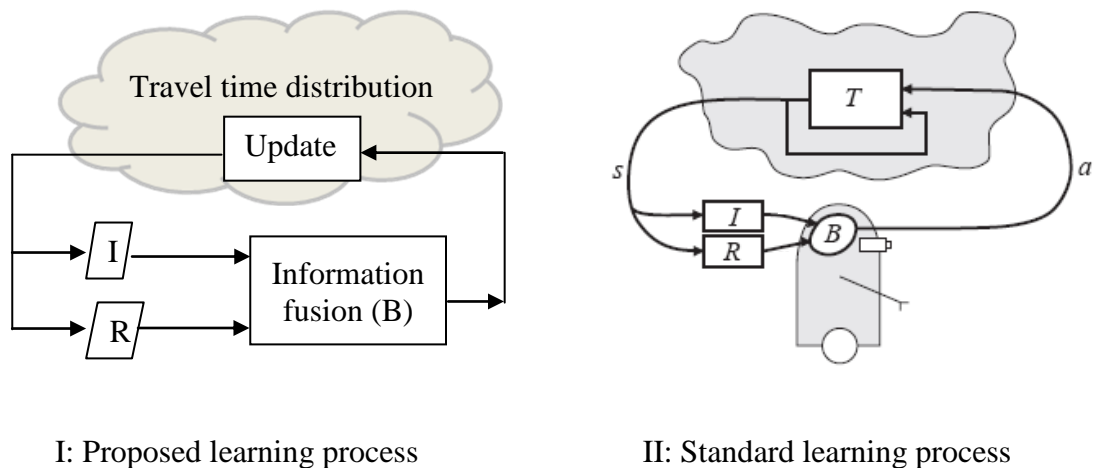 Travel time distribution
Update
I
R
Information
fusion (B)
I: Proposed learning process
T
s
a
I
R
B
II: Standard learning process